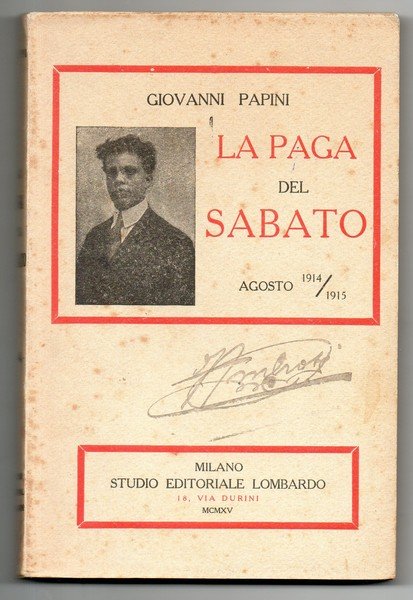 GIOVANNI PAPINI
LA PAGA
DEL
SABATO
AGOSTO 1914/1915
MILANO
STUDIO EDITORIALE LOMBARDO
18, VIA DURINI
MCMXV